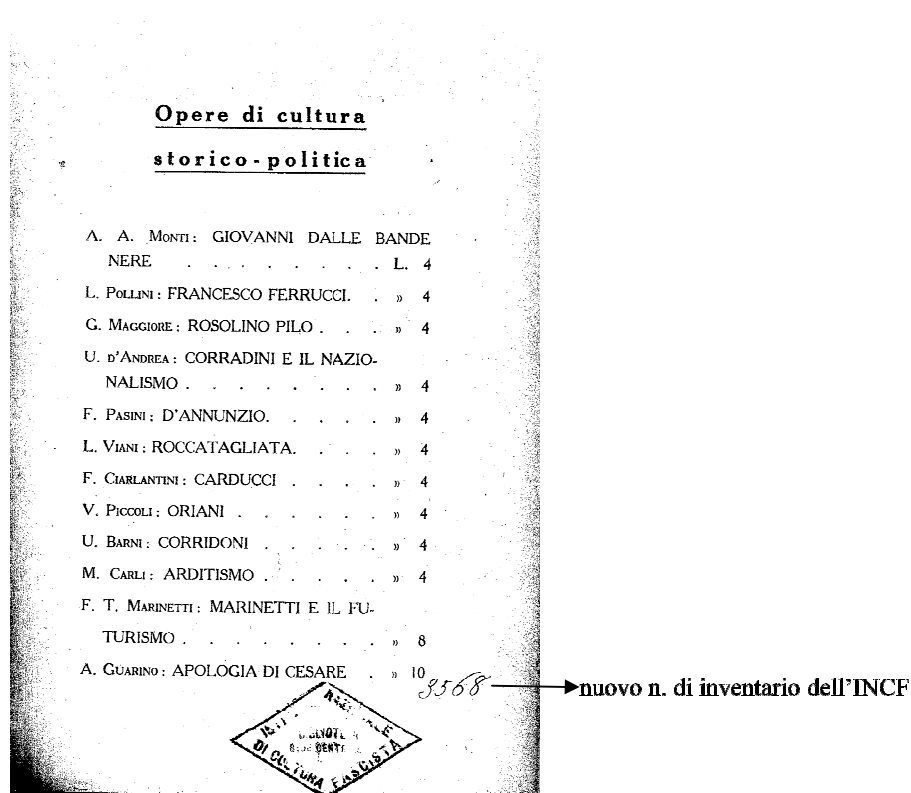 Opere di cultura
storico-politica
A. A. Monti: GIOVANNI DALLE BANDE
NERE . . . . . . . . . L. 4
L. Pollini: FRANCESCO FERRUCCI. . » 4
G. Maggiore: ROSOLINO PILO . . . » 4
U. d'Andrea: CORRADINI E IL NAZIO-
NALISMO . . . . . . . . » 4
F. Pasini: D'ANNUNZIO. . . . . » 4
L. Viani: ROCCATAGLIATA. . . . » 4
F. Ciarlantini: CARDUCCI . . . . » 4
V. Piccoli: ORIANI . . . . . . » 4
U. Barni: CORRIDONI . . . . . » 4
M. Carli: ARDITISMO . . . . . » 4
F. T. Marinetti: MARINETTI E IL FU-
TURISMO . . . . . . . . » 8
A. Guarino: APOLOGIA DI CESARE . » 10
3568 nuovo n. di inventario dell'INCF
DI CULTURA FASCISTA